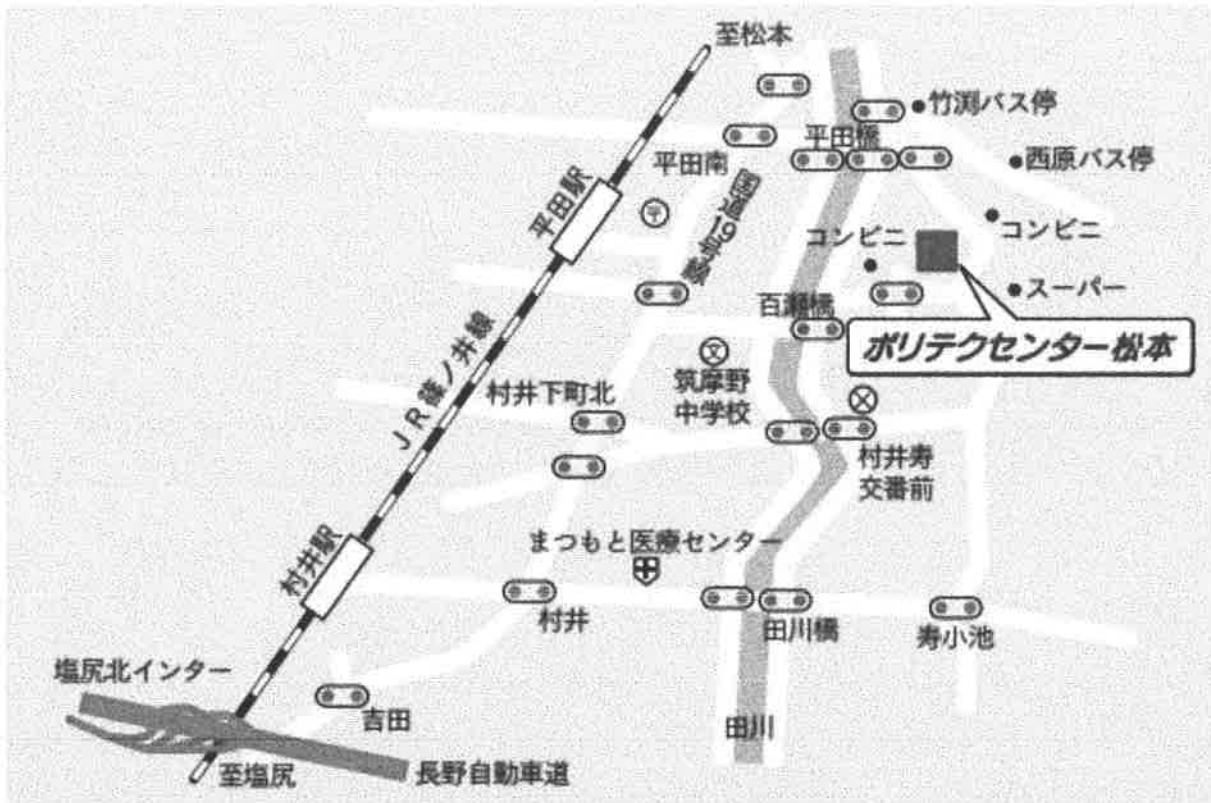 至松本
竹渕バス停
平田橋
平田南
西原バス停
平田駅
国道19号線
コンビニ
コンビニ
スーパー
百瀬橋
ポリテクセンター松本
JR篠ノ井線
文
筑摩野
中学校
村井下町北
村井寿
交番前
まつもと医療センター
村井駅
村井
田川橋
寿小池
塩尻北インター
吉田
田川
至塩尻
長野自動車道